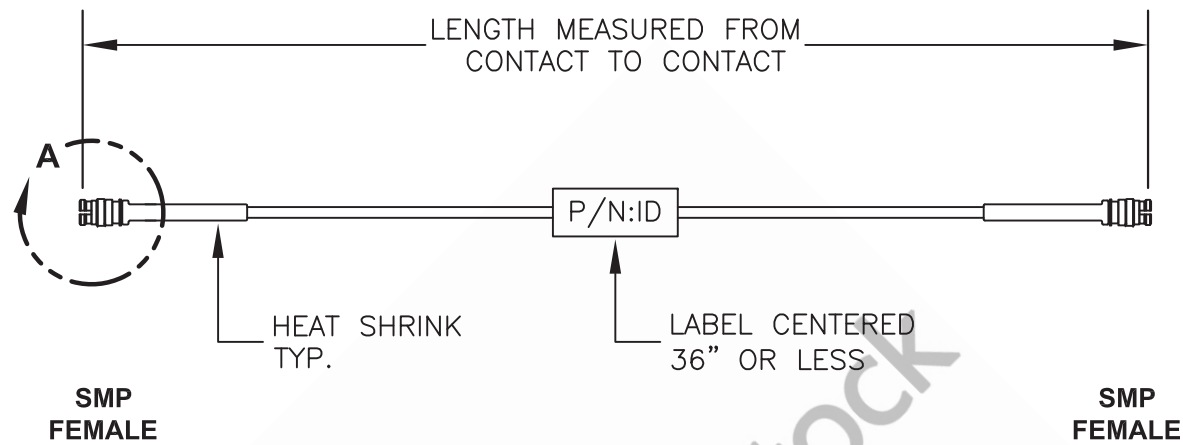 LENGTH MEASURED FROM
CONTACT TO CONTACT
A
P/N:ID
HEAT SHRINK
TYP.
LABEL CENTERED
36” OR LESS
SMP
FEMALE
SMP
FEMALE